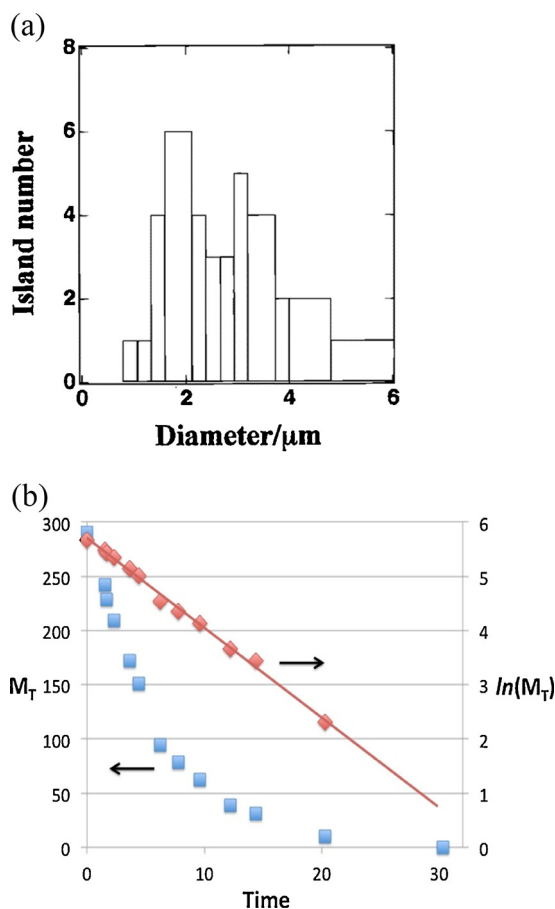 (a)
8
6
4
2
0
Island number
0 2 4 6
Diameter/μm
(b)
300 6
250 5
200 4
150 3
100 2
50 1
0 0
M_T ln(M_T)
0 10 20 30
Time